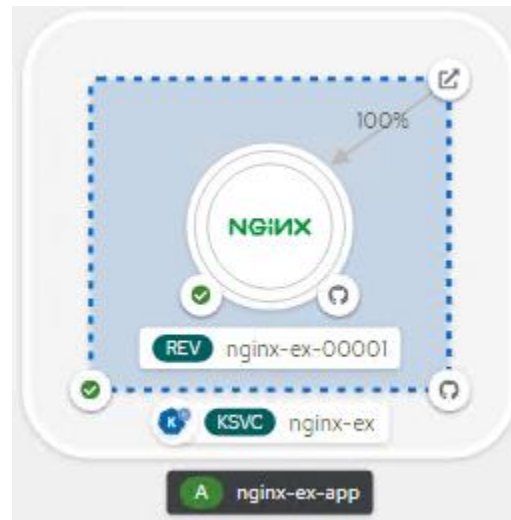 100%
NGINX
REV nginx-ex-00001
K KSVC nginx-ex
A nginx-ex-app